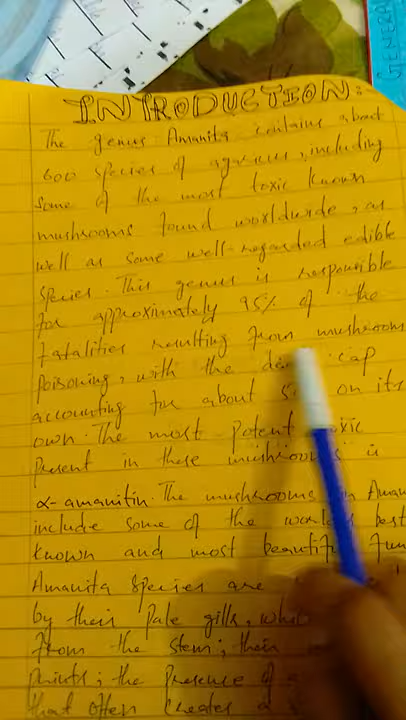 INTRODUCTION:
The genus Amanita contains about
600 species of agarics, including
some of the most toxic known
mushrooms found worldwide, as
well as some well-regarded edible
species. This genus is responsible
for approximately 95% of the
fatalities resulting from mushroom
poisoning, with the cap
accounting for about on its
own. The most potent
present in these mushrooms is
α-amanitin. The mushrooms in
include some of the best
known and most
Amanita species are
by their pale gills,
from the stem; their
the presence of
that often creates a
GENERAL